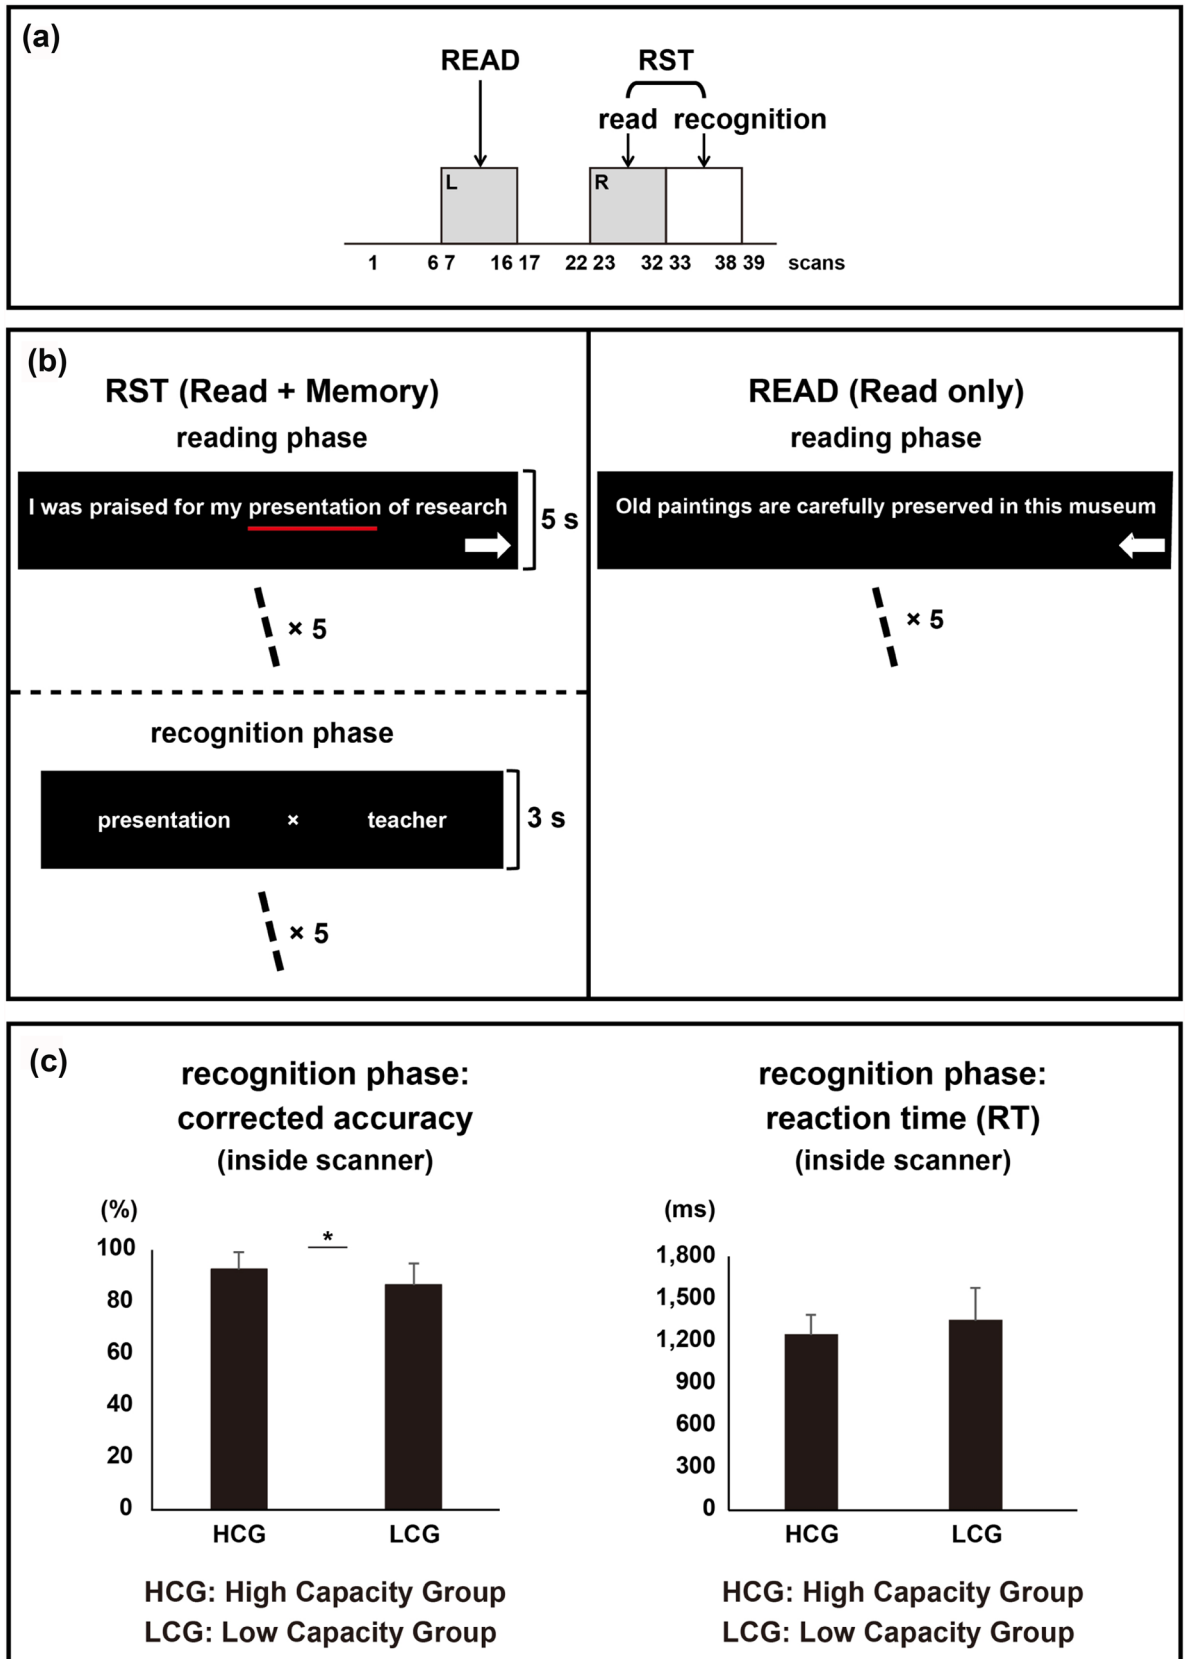 (a)
READ
RST
read recognition
L
R
1 6 7 16 17 22 23 32 33 38 39 scans
(b)
RST (Read + Memory)
reading phase
I was praised for my presentation of research
5 s
× 5
recognition phase
presentation × teacher
3 s
× 5
READ (Read only)
reading phase
Old paintings are carefully preserved in this museum
× 5
(c)
recognition phase:
corrected accuracy
(inside scanner)
(%)
*
100
80
60
40
20
0
HCG LCG
HCG: High Capacity Group
LCG: Low Capacity Group
recognition phase:
reaction time (RT)
(inside scanner)
(ms)
1,800
1,500
1,200
900
600
300
0
HCG LCG
HCG: High Capacity Group
LCG: Low Capacity Group